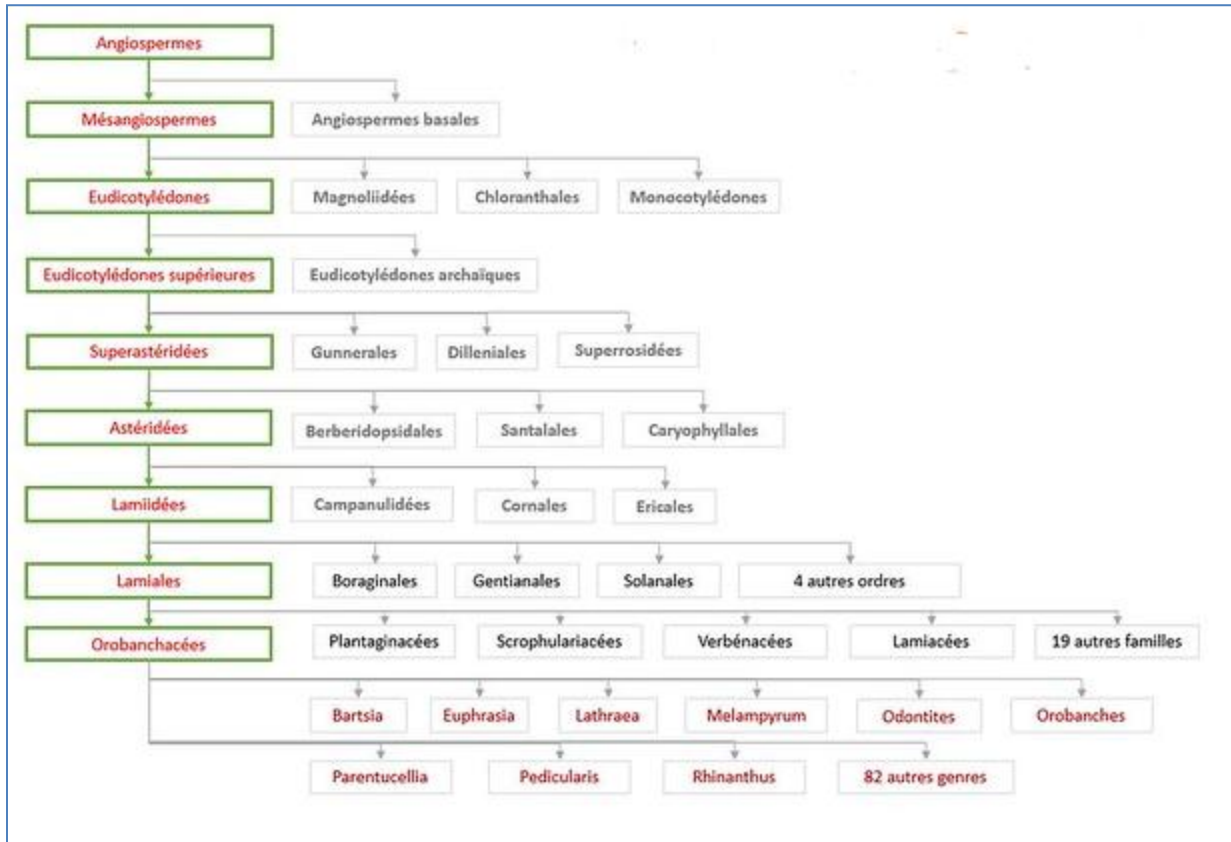 Angiospermes
Mésangiospermes
Angiospermes basales
Eudicotylédones
Magnoliidées
Chloranthales
Monocotylédones
Eudicotylédones supérieures
Eudicotylédones archaïques
Superastéridées
Gunnerales
Dilleniales
Superrosidées
Astéridées
Berberidopsidales
Santalales
Caryophyllales
Lamiidées
Campanulidées
Cornales
Ericales
Lamiales
Boraginales
Gentianales
Solanales
4 autres ordres
Orobanchacées
Plantaginacées
Scrophulariacées
Verbénacées
Lamiacées
19 autres familles
Bartsia
Euphrasia
Lathraea
Melampyrum
Odontites
Orobanches
Parentucellia
Pedicularis
Rhinanthus
82 autres genres